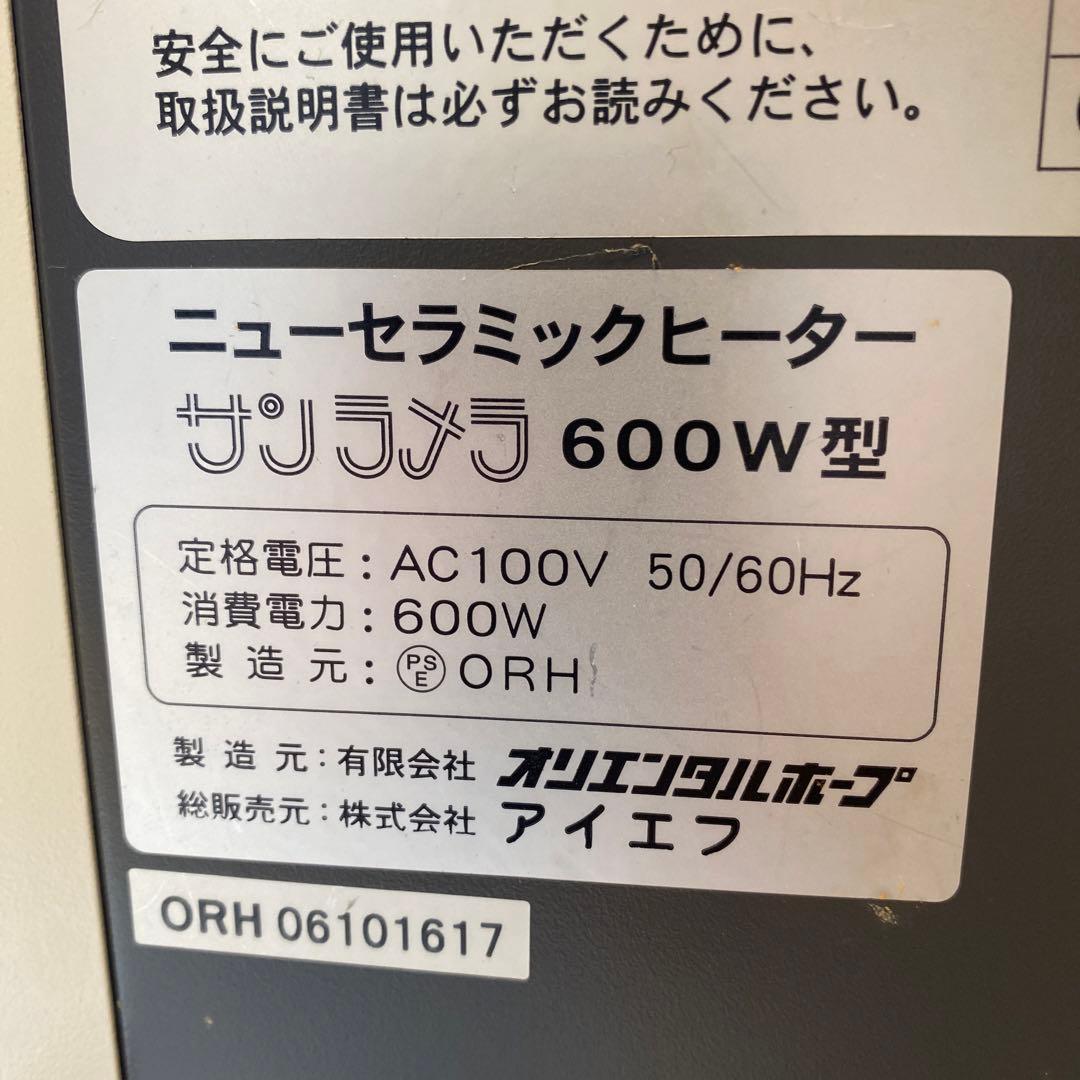 安全にご使用いただくために、
取扱説明書は必ずお読みください。
ニューセラミックヒーター
サンラメラ 600W型
定格電圧：AC100V 50/60Hz
消費電力：600W
製造元：PSE ORH
製造元：有限会社 オリエンタルホープ
総販売元：株式会社 アイエフ
ORH 06101617